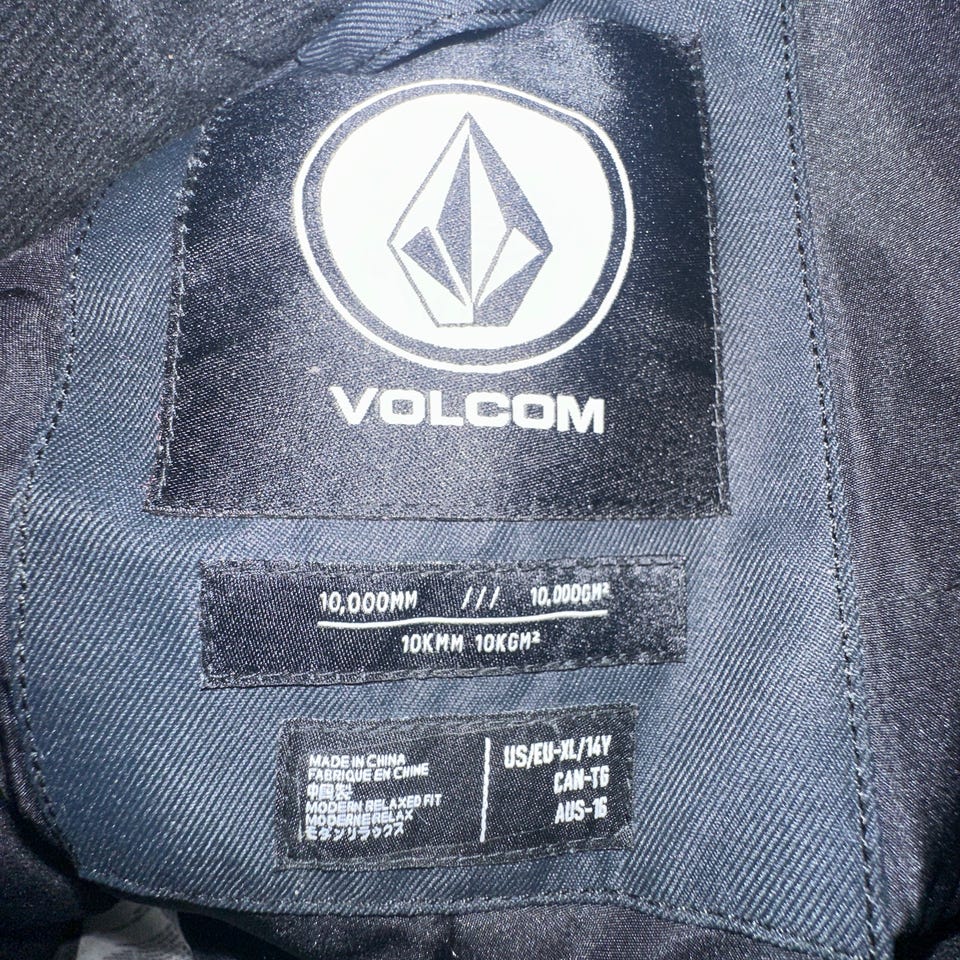 VOLCOM
10,000MM /// 10,000GM²
10KMM 10KGM²
MADE IN CHINA
FABRIQUE EN CHINE
中国製
MODERN RELAXED FIT
MODERNE RELAX
モダンリラックス
US/EU-XL/14Y
CAN-TG
AUS-16